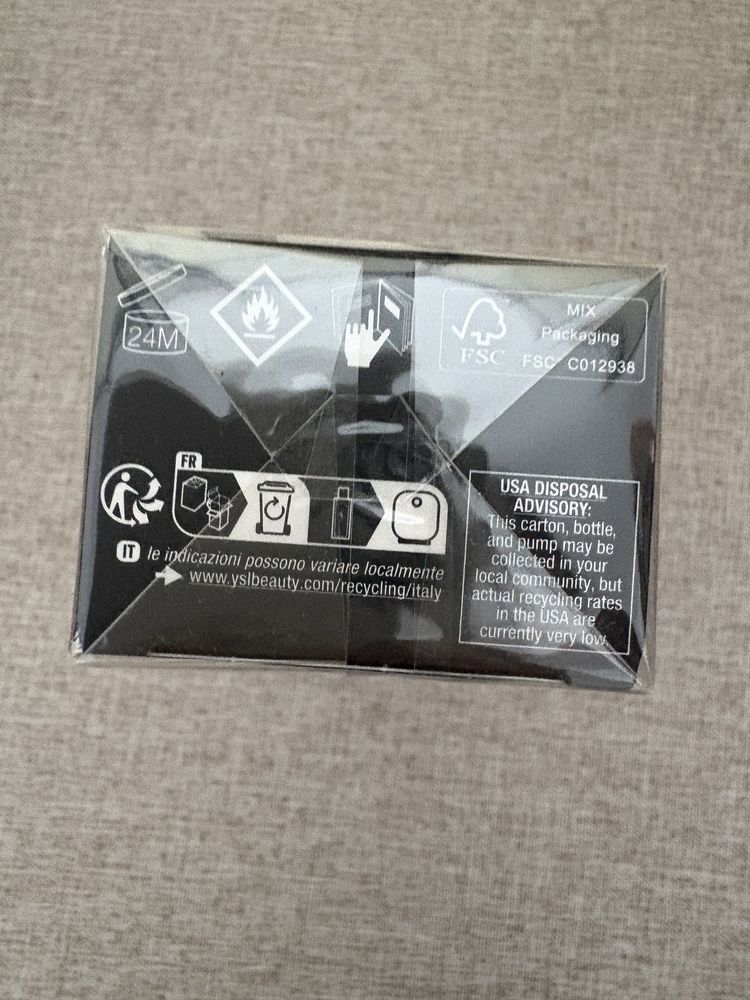 24M
FSC
MIX
Packaging
FSC C012938
FR
IT le indicazioni possono variare localmente
www.yslbeauty.com/recycling/italy
USA DISPOSAL
ADVISORY:
This carton, bottle,
and pump may be
collected in your
local community, but
actual recycling rates
in the USA are
currently very low.